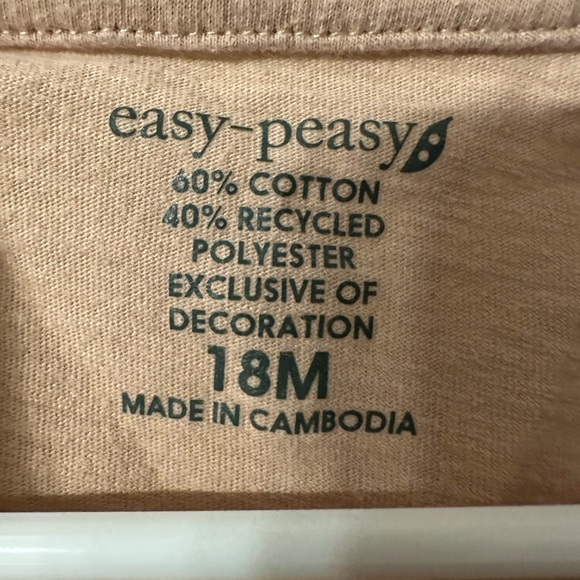 easy-peasy
60% COTTON
40% RECYCLED
POLYESTER
EXCLUSIVE OF
DECORATION
18M
MADE IN CAMBODIA